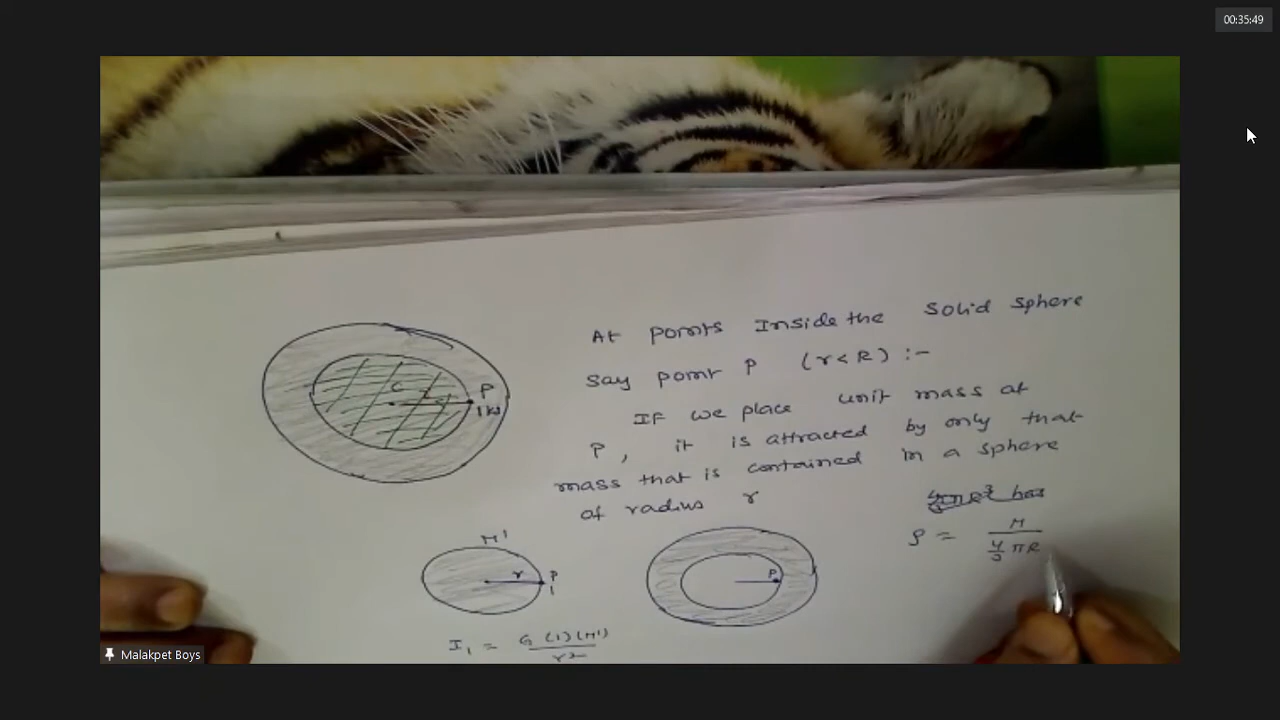 00:35:49
At points Inside the Solid Sphere
Say point P (r<R) :-
IF we place unit mass at
P, it is attracted by only that
mass that is contained in a sphere
of radius r
C
P
M'
r
P
1
P
ρ = M
4/3 πR
I₁ = G (1)(M')
r²
Malakpet Boys